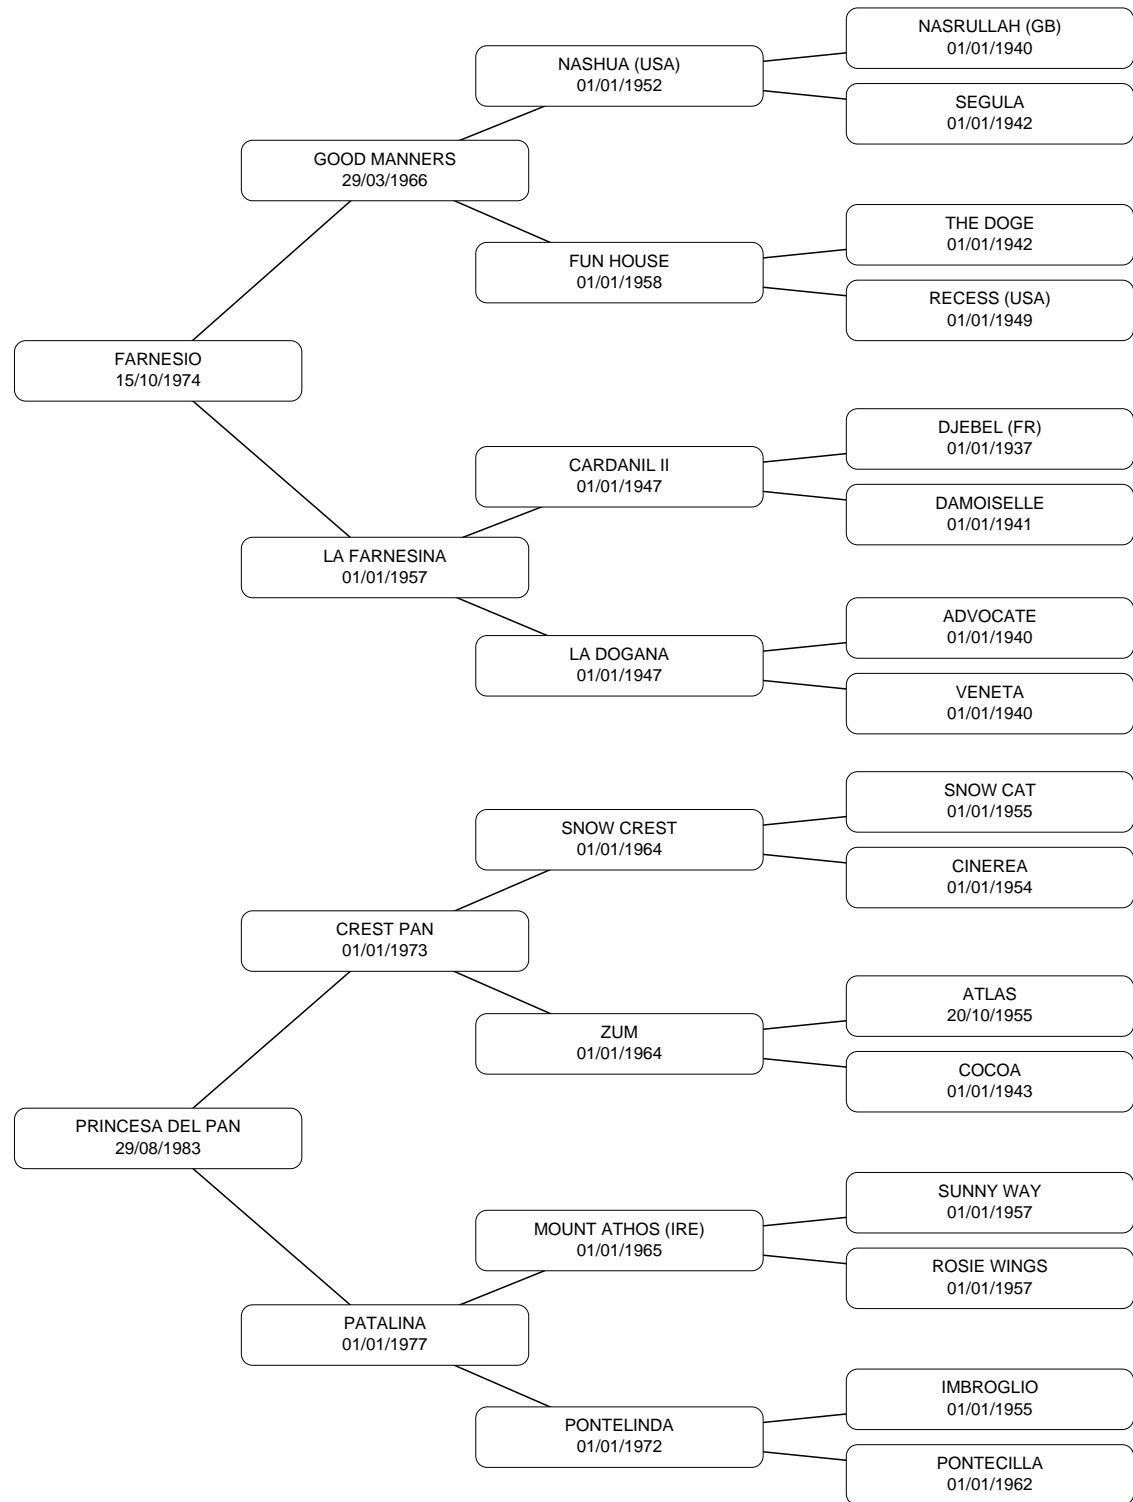 NASRULLAH (GB)
01/01/1940
NASHUA (USA)
01/01/1952
SEGULA
01/01/1942
GOOD MANNERS
29/03/1966
THE DOGE
01/01/1942
FUN HOUSE
01/01/1958
RECESS (USA)
01/01/1949
FARNESIO
15/10/1974
DJEBEL (FR)
01/01/1937
CARDANIL II
01/01/1947
DAMOISELLE
01/01/1941
LA FARNESINA
01/01/1957
ADVOCATE
01/01/1940
LA DOGANA
01/01/1947
VENETA
01/01/1940
SNOW CAT
01/01/1955
SNOW CREST
01/01/1964
CINEREA
01/01/1954
CREST PAN
01/01/1973
ATLAS
20/10/1955
ZUM
01/01/1964
COCOA
01/01/1943
PRINCESA DEL PAN
29/08/1983
SUNNY WAY
01/01/1957
MOUNT ATHOS (IRE)
01/01/1965
ROSIE WINGS
01/01/1957
PATALINA
01/01/1977
IMBROGLIO
01/01/1955
PONTELINDA
01/01/1972
PONTECILLA
01/01/1962